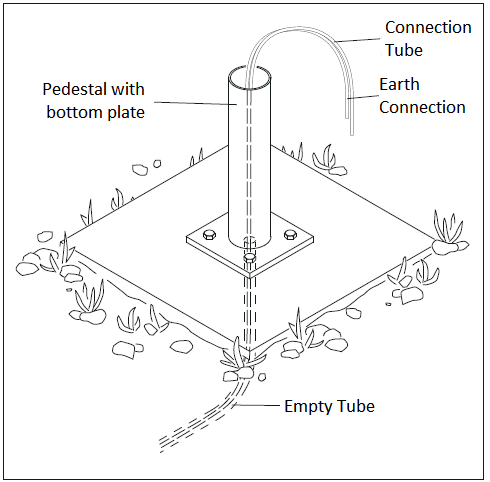 Connection
Tube
Pedestal with
bottom plate
Earth
Connection
Empty Tube